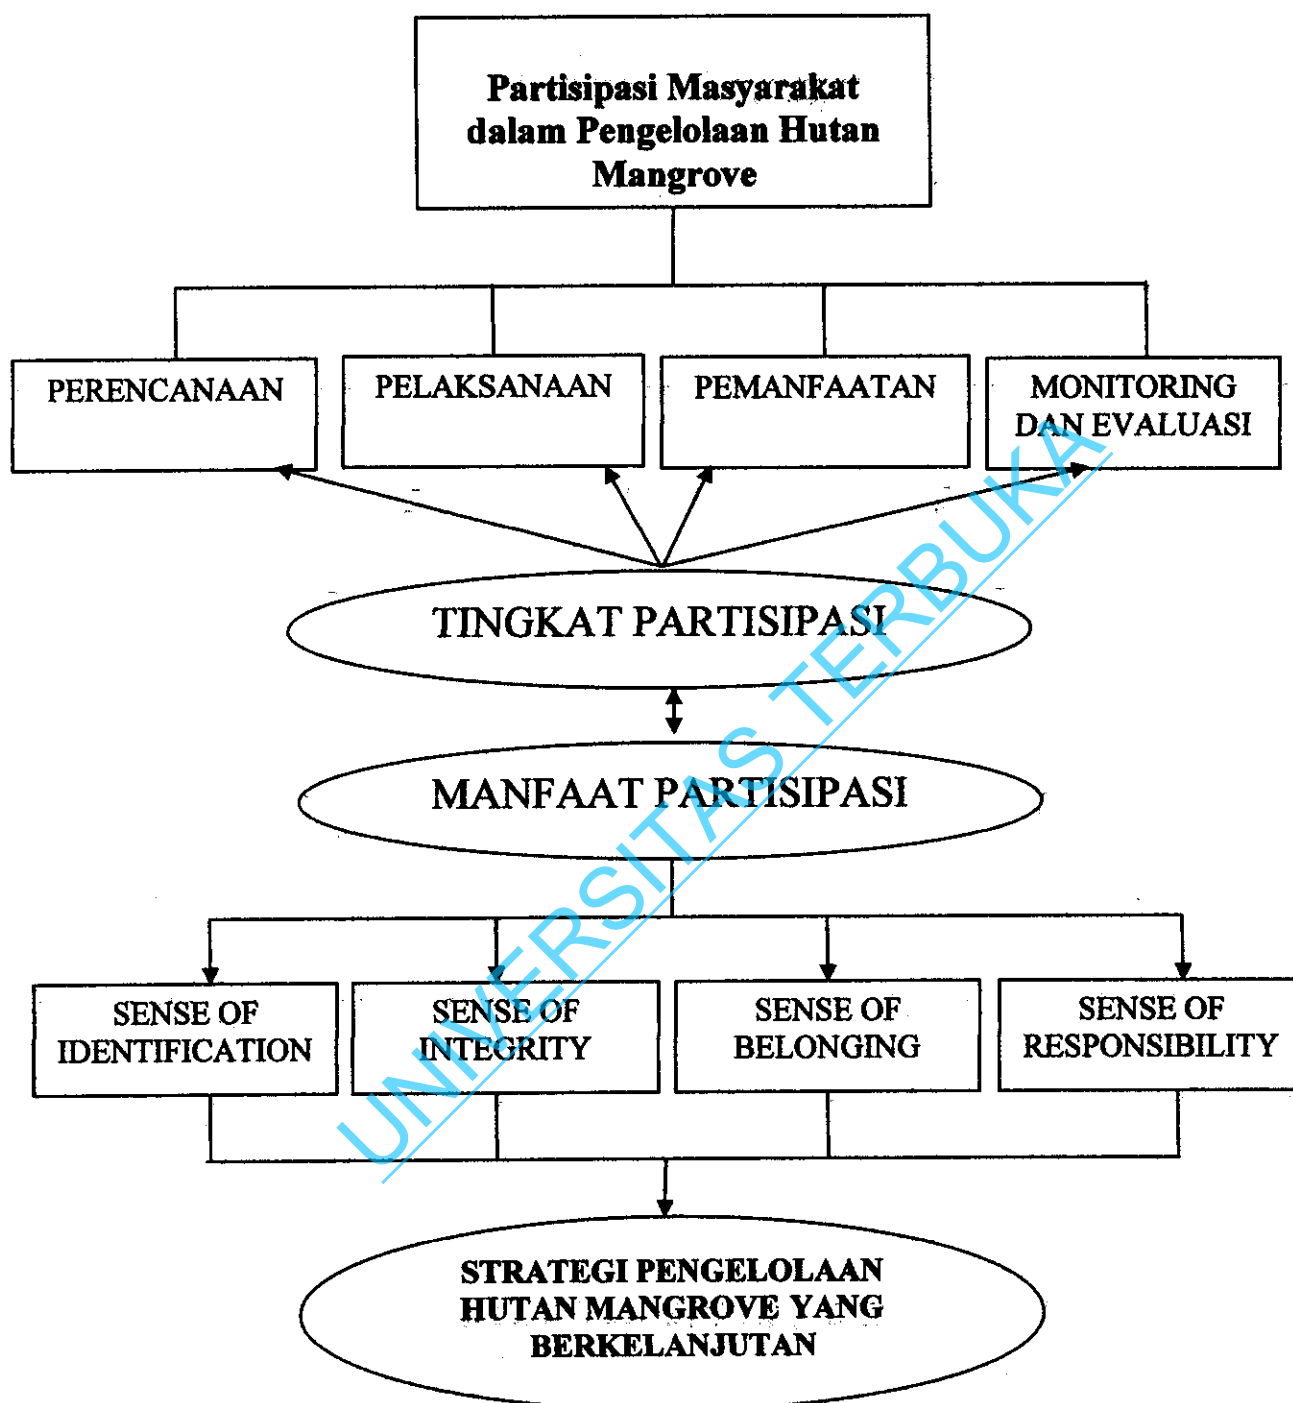 Partisipasi Masyarakat
dalam Pengelolaan Hutan
Mangrove
PERENCANAAN
PELAKSANAAN
PEMANFAATAN
MONITORING
DAN EVALUASI
TINGKAT PARTISIPASI
MANFAAT PARTISIPASI
SENSE OF
IDENTIFICATION
SENSE OF
INTEGRITY
SENSE OF
BELONGING
SENSE OF
RESPONSIBILITY
STRATEGI PENGELOLAAN
HUTAN MANGROVE YANG
BERKELANJUTAN
UNIVERSITAS TERBUKA